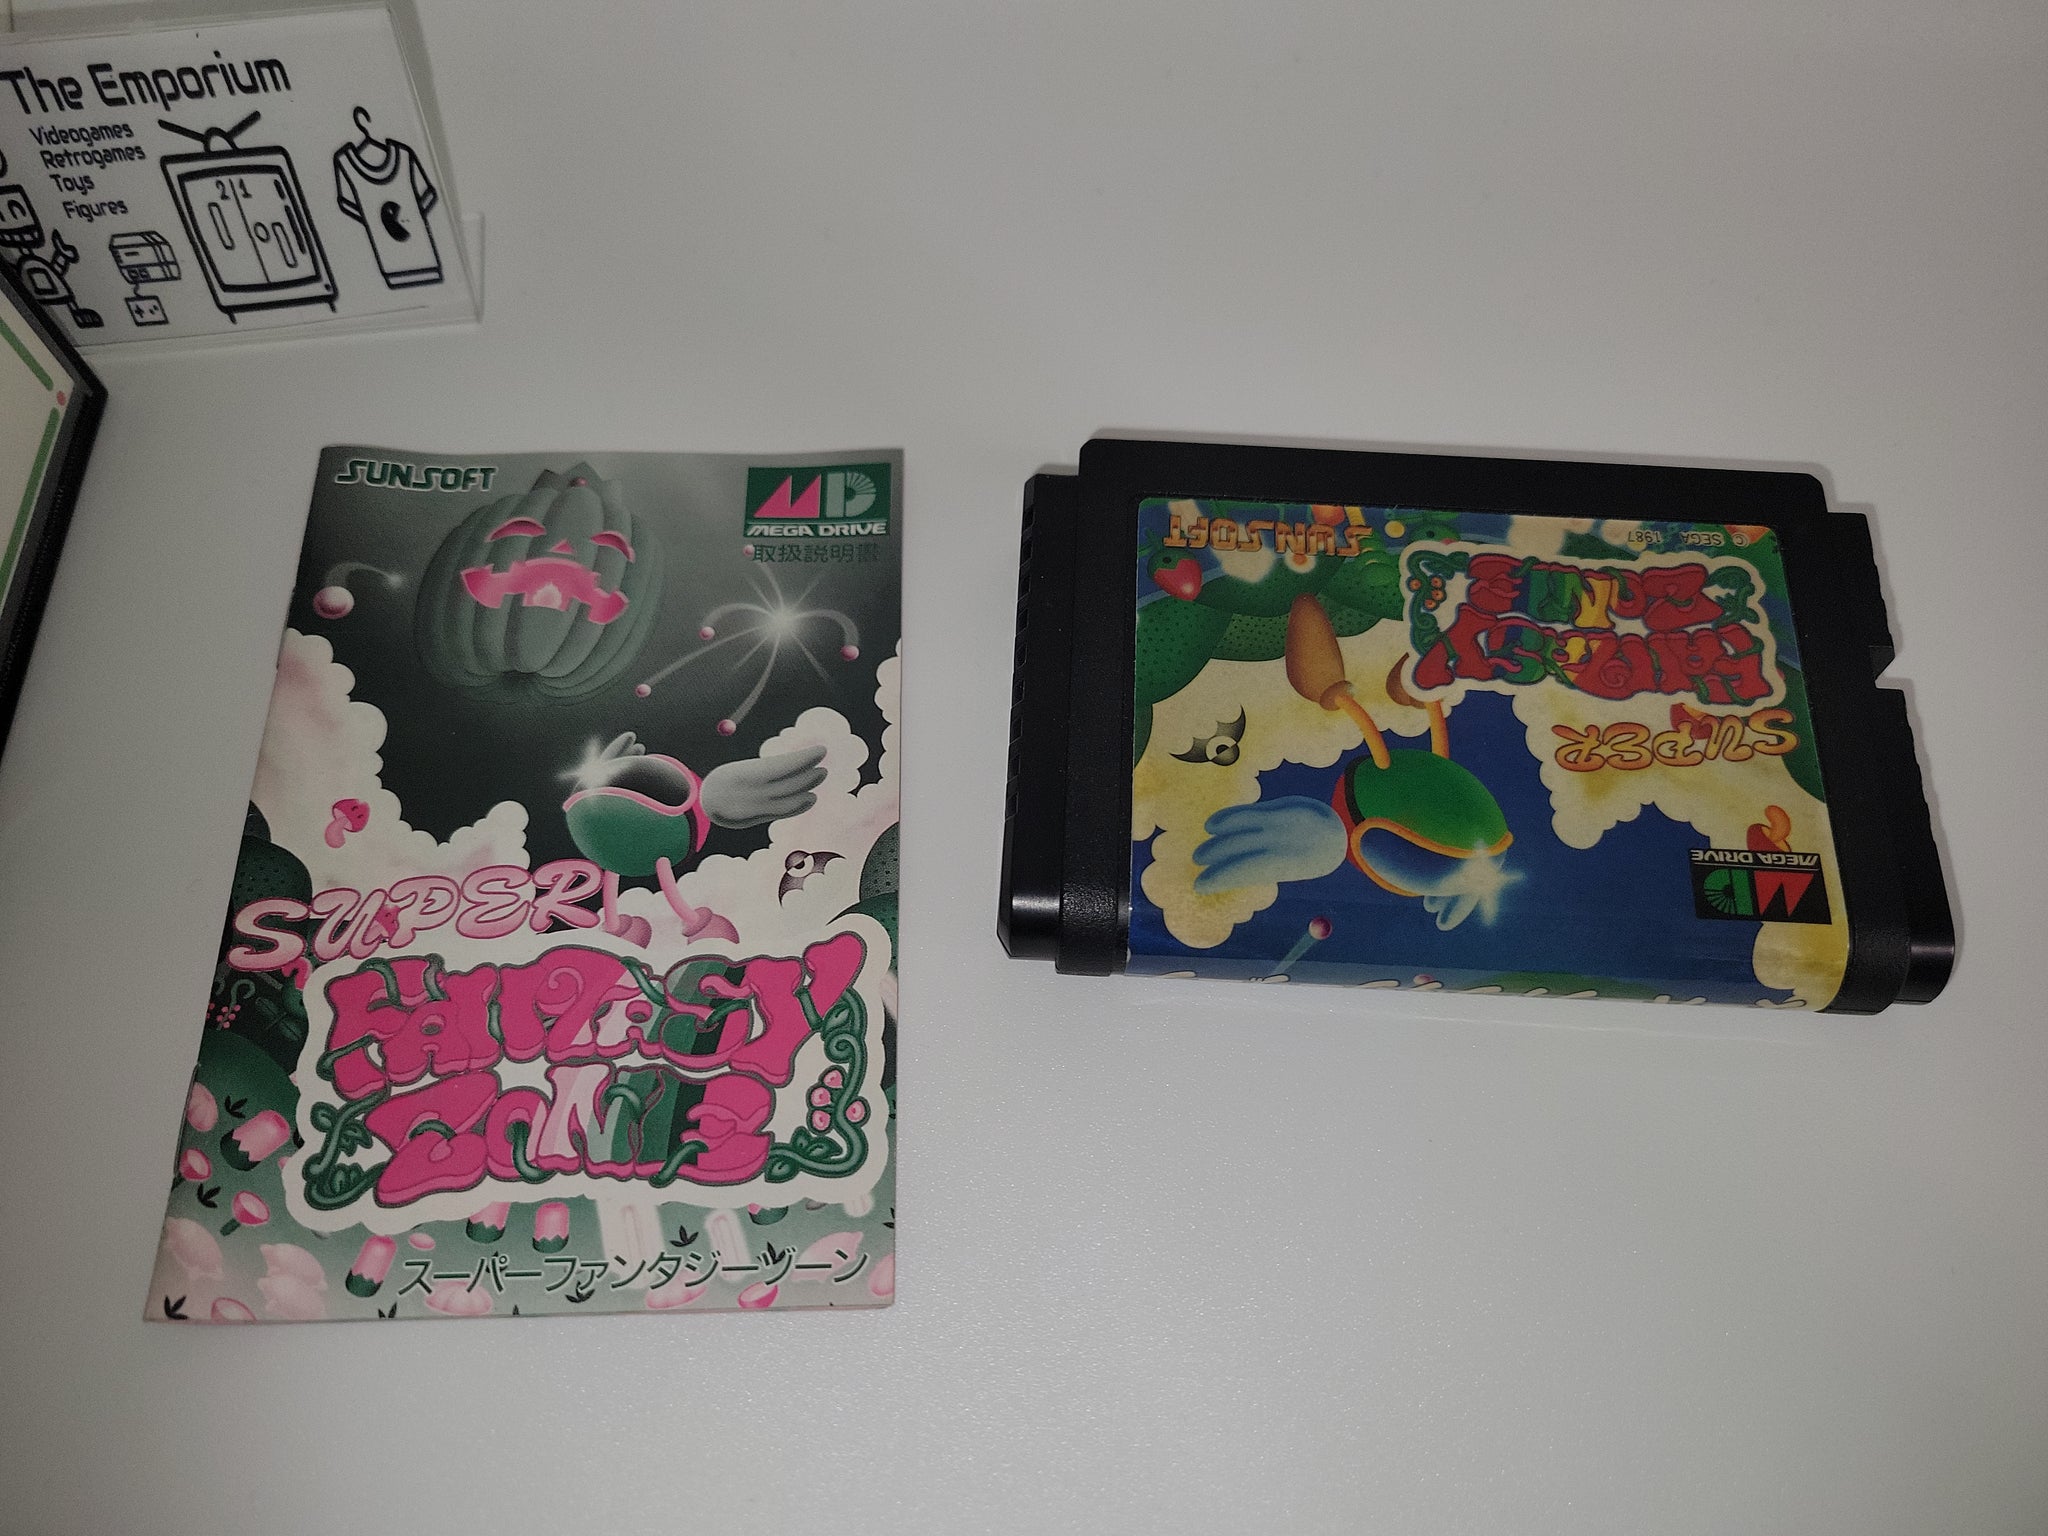 The Emporium
Videogames
Retrogames
Toys
Figures
21
SUNSOFT
MD
MEGA DRIVE
取扱説明書
SUPER
FANTASY
ZONE
スーパーファンタジーゾーン
SUPER
FANTASY
ZONE
SUNSOFT
© SEGA 1987
MD
MEGA DRIVE